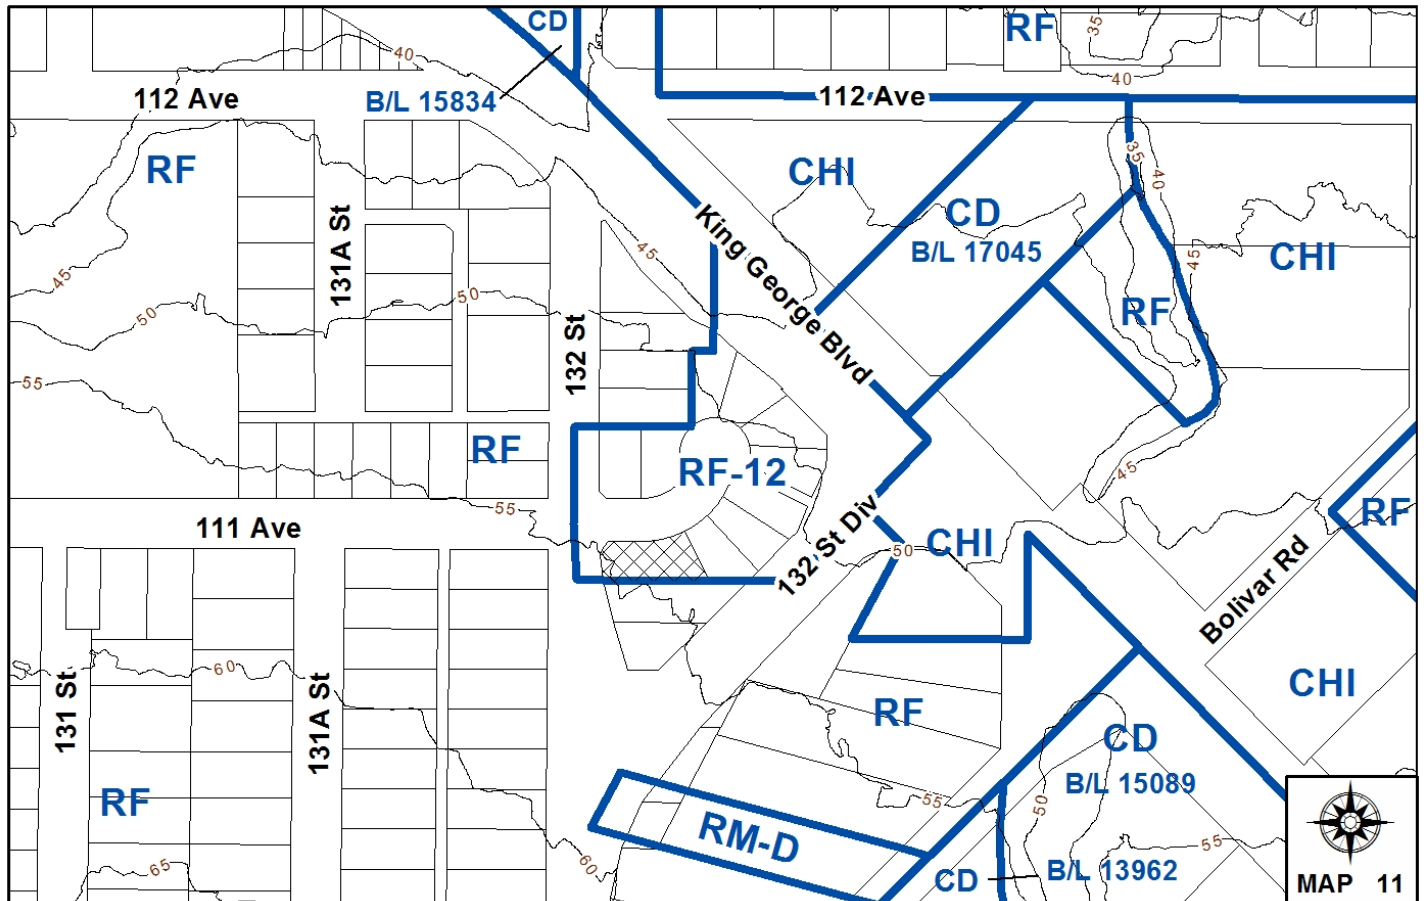 CD
RF
35
40
40
112 Ave
B/L 15834
112 Ave
RF
CHI
35
40
CD
B/L 17045
131A St
45
King George Blvd
45
CHI
45
50
50
RF
132 St
55
RF
RF-12
45
RF
55
111 Ave
132 St Div
50
CHI
Bolivar Rd
60
131 St
131A St
RF
CHI
CD
B/L 15089
RF
55
50
RM-D
55
65
60
CD
B/L 13962
MAP 11